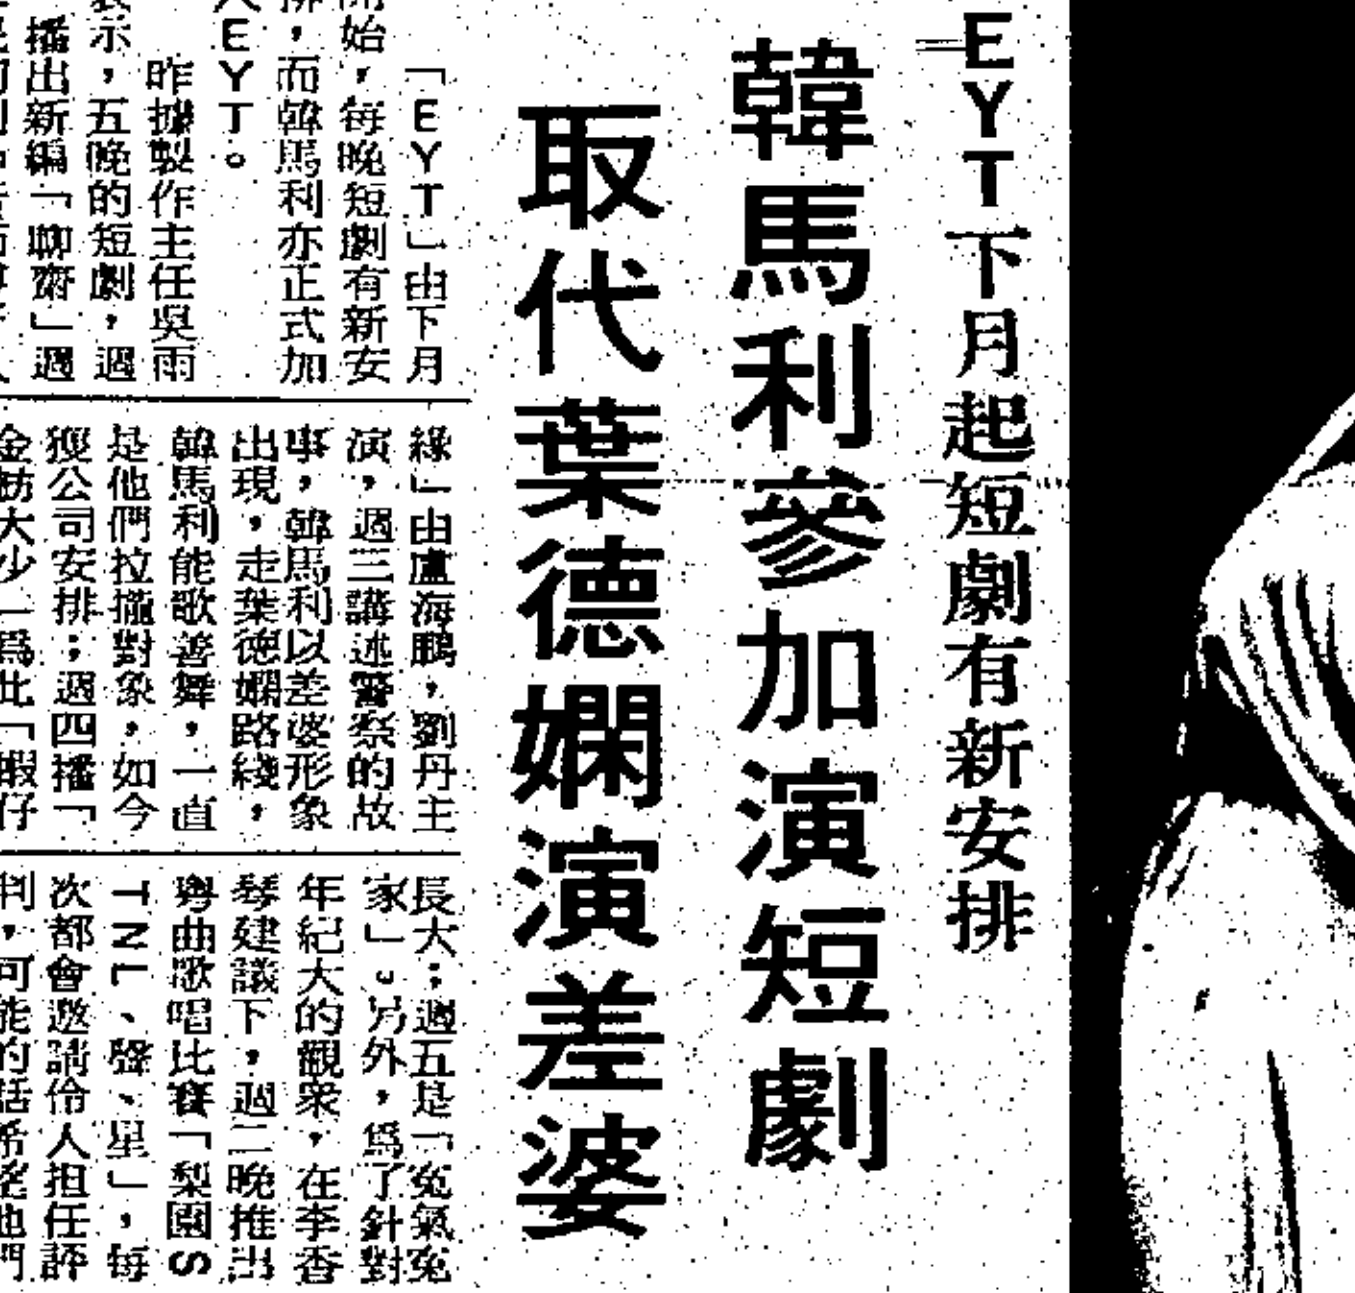 EYT下月起短劇有新安排
韓馬利參加演短劇
取代葉德嫻演差婆
「EYT」由下月
開始，每晚短劇有新安
排，而韓馬利亦正式加
入EYT。
昨據製作主任吳雨
表示，五晚的短劇，週
播出新編「聊齋」週
緣」由盧海鵬，劉丹主
演，週三講述警察的故
事，韓馬利以差婆形象
出現，走葉德嫻路綫，
韓馬利能歌善舞，一直
是他們拉攏對象，如今
獲公司安排；週四播「
金舫大少」爲此「蝦仔
長大；週五是「冤氣冤
家」。另外，爲了針對
年紀大的觀衆，在李香
琴建議下，週二晚推出
粵曲歌唱比賽「梨園S
TNL、聲、星」，每
次都會邀請伶人担任評
判，可能的話希望他們